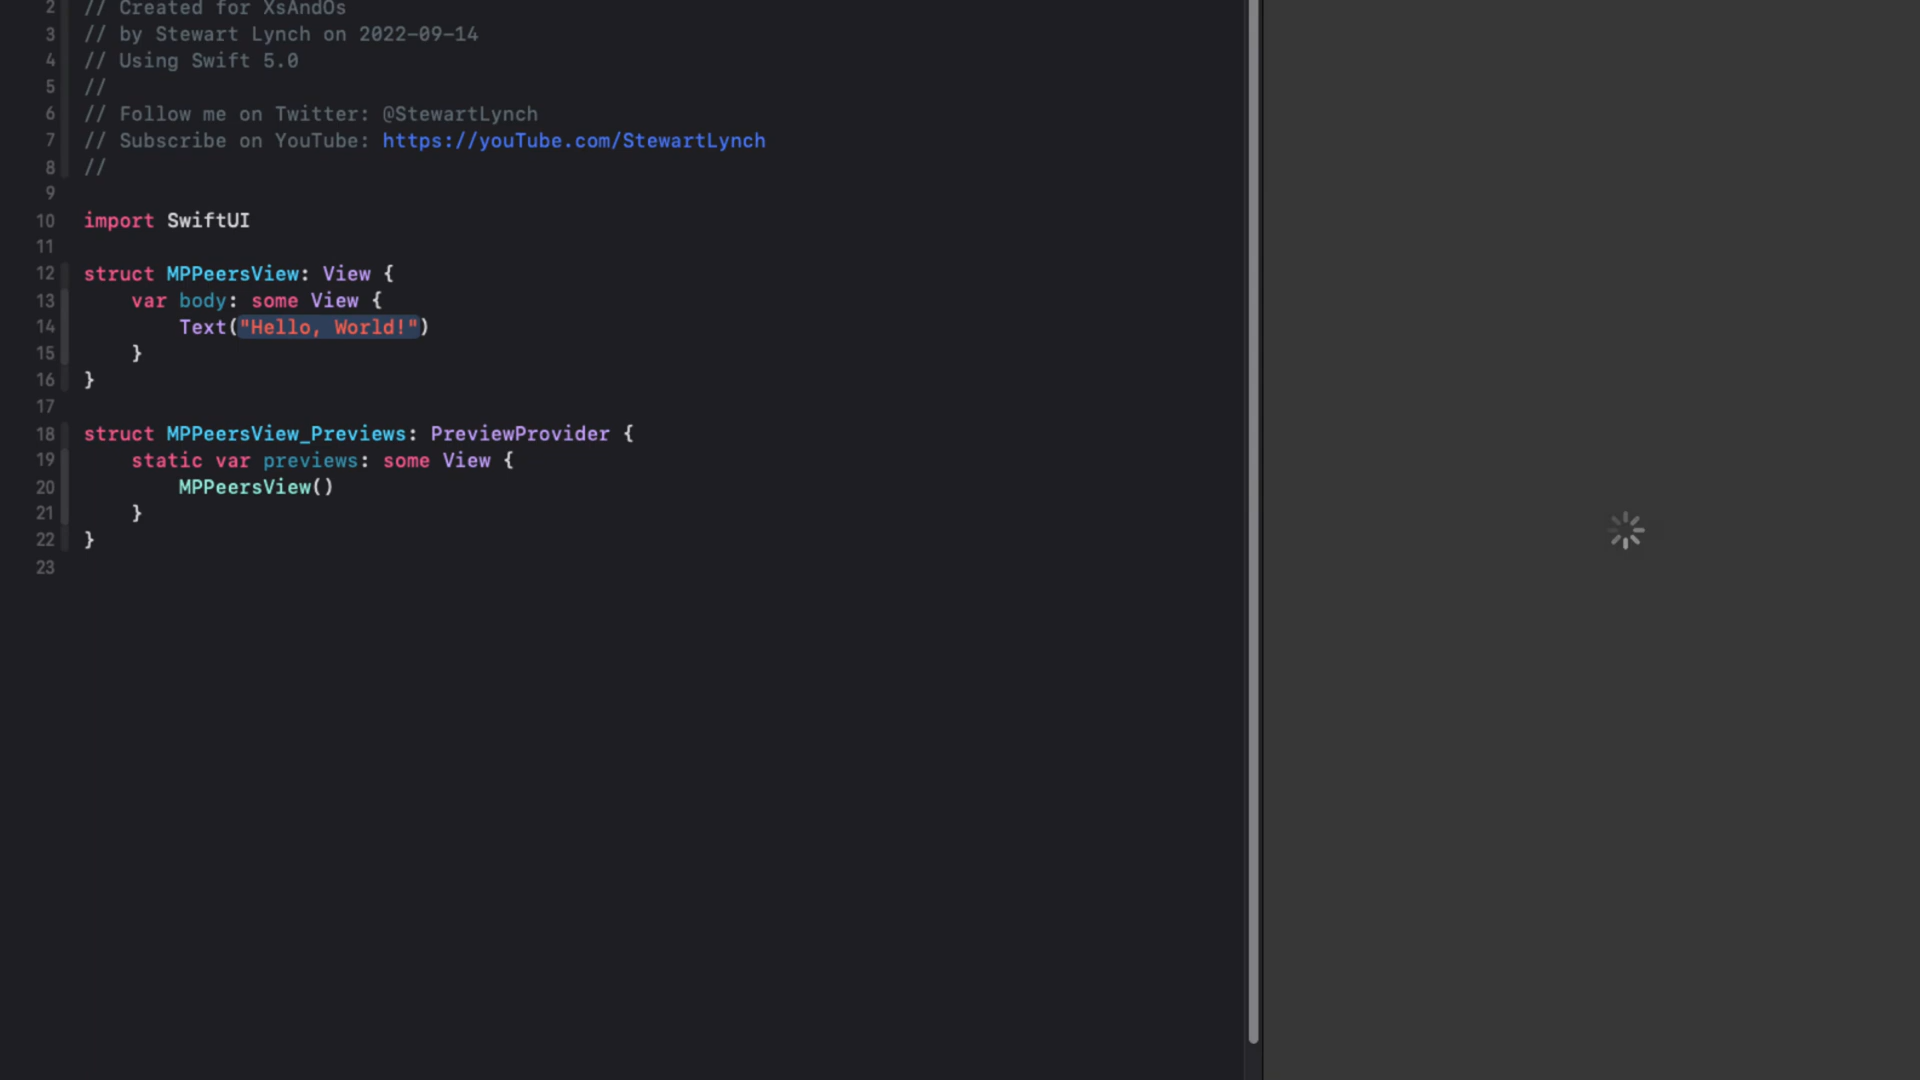 2 // Created for XsAndOs
3 // by Stewart Lynch on 2022-09-14
4 // Using Swift 5.0
5 //
6 // Follow me on Twitter: @StewartLynch
7 // Subscribe on YouTube: https://youTube.com/StewartLynch
8 //
9
10 import SwiftUI
11
12 struct MPPeersView: View {
13     var body: some View {
14         Text("Hello, World!")
15     }
16 }
17
18 struct MPPeersView_Previews: PreviewProvider {
19     static var previews: some View {
20         MPPeersView()
21     }
22 }
23